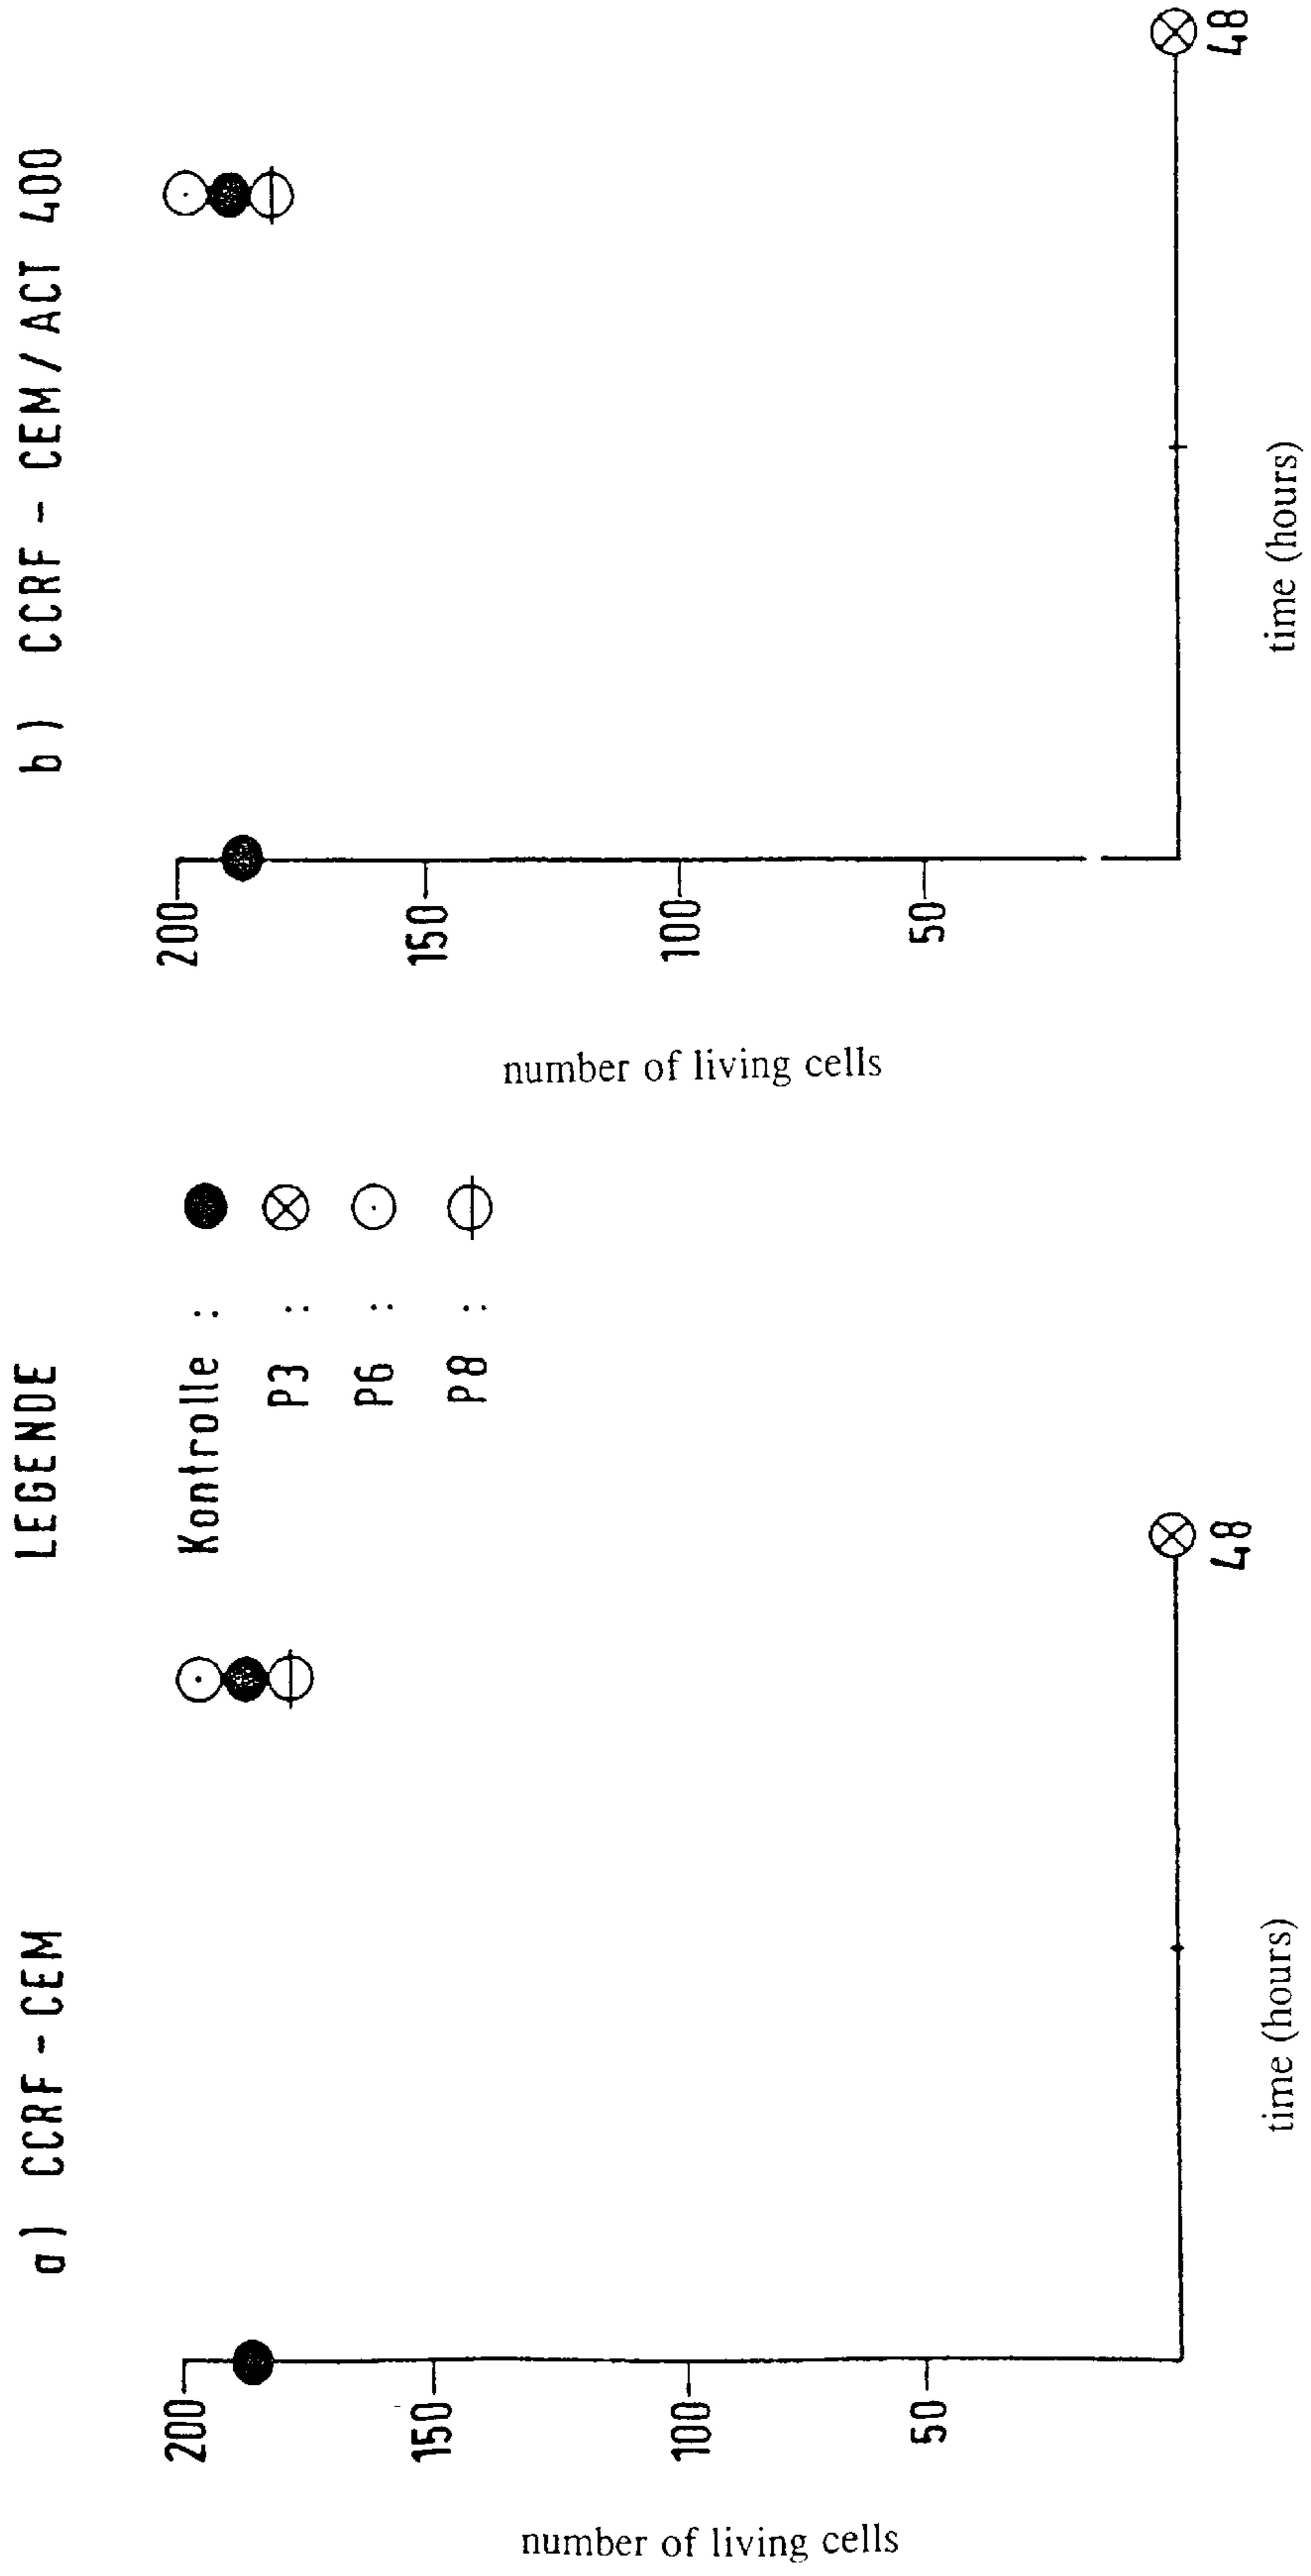 a) CCRF - CEM
number of living cells
200
150
100
50
48
time (hours)
LEGENDE
Kontrolle :
P3 :
P6 :
P8 :
b) CCRF - CEM / ACT 400
number of living cells
200
150
100
50
48
time (hours)